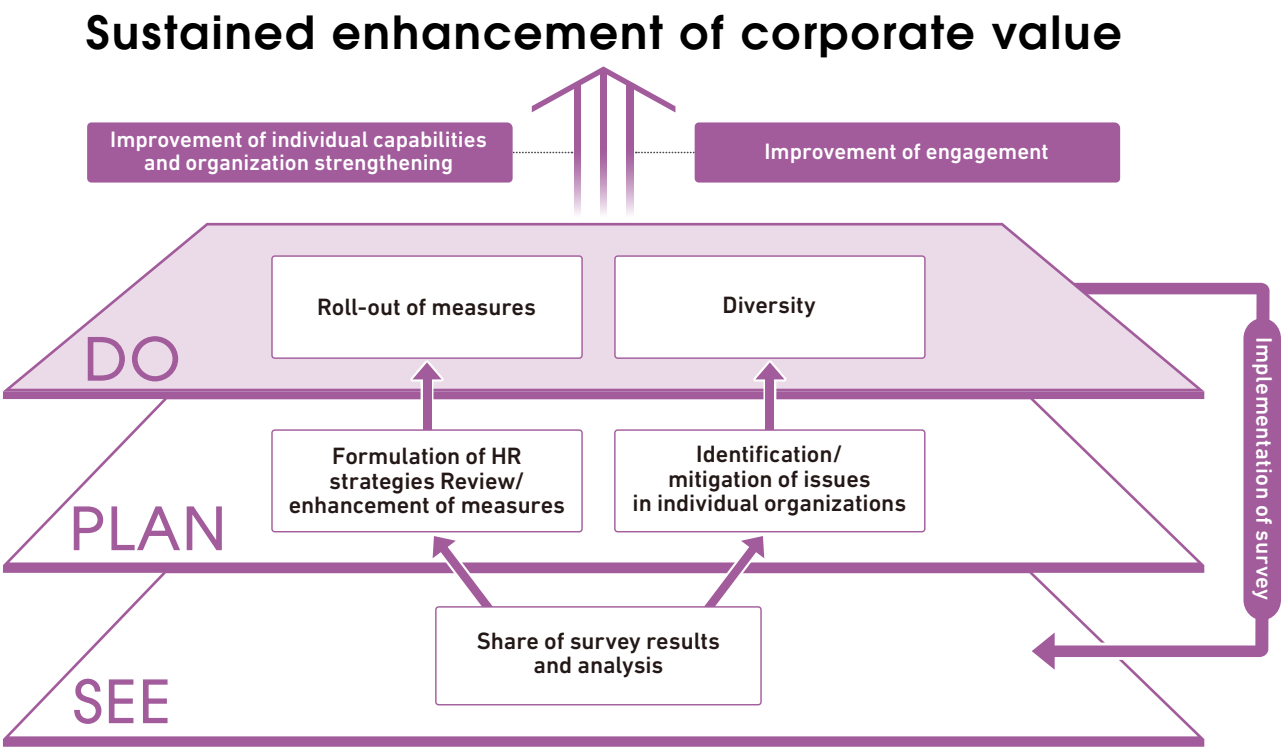 Sustained enhancement of corporate value
Improvement of individual capabilities
and organization strengthening
Improvement of engagement
Roll-out of measures
Diversity
DO
Implementation of survey
Formulation of HR
strategies Review/
enhancement of measures
Identification/
mitigation of issues
in individual organizations
PLAN
Share of survey results
and analysis
SEE